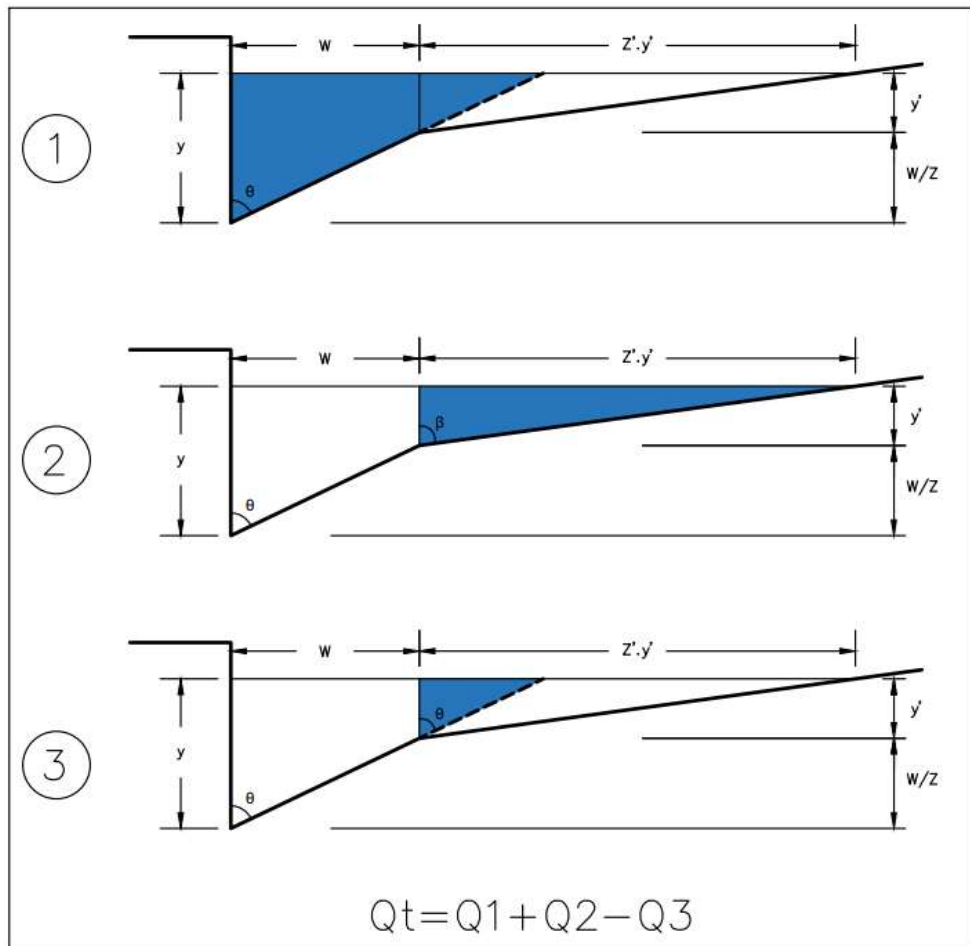 W Z'.y'
1 y θ y'
W/Z
W Z'.y'
2 y θ β y'
W/Z
W Z'.y'
3 y θ θ y'
W/Z
Qt=Q1+Q2-Q3